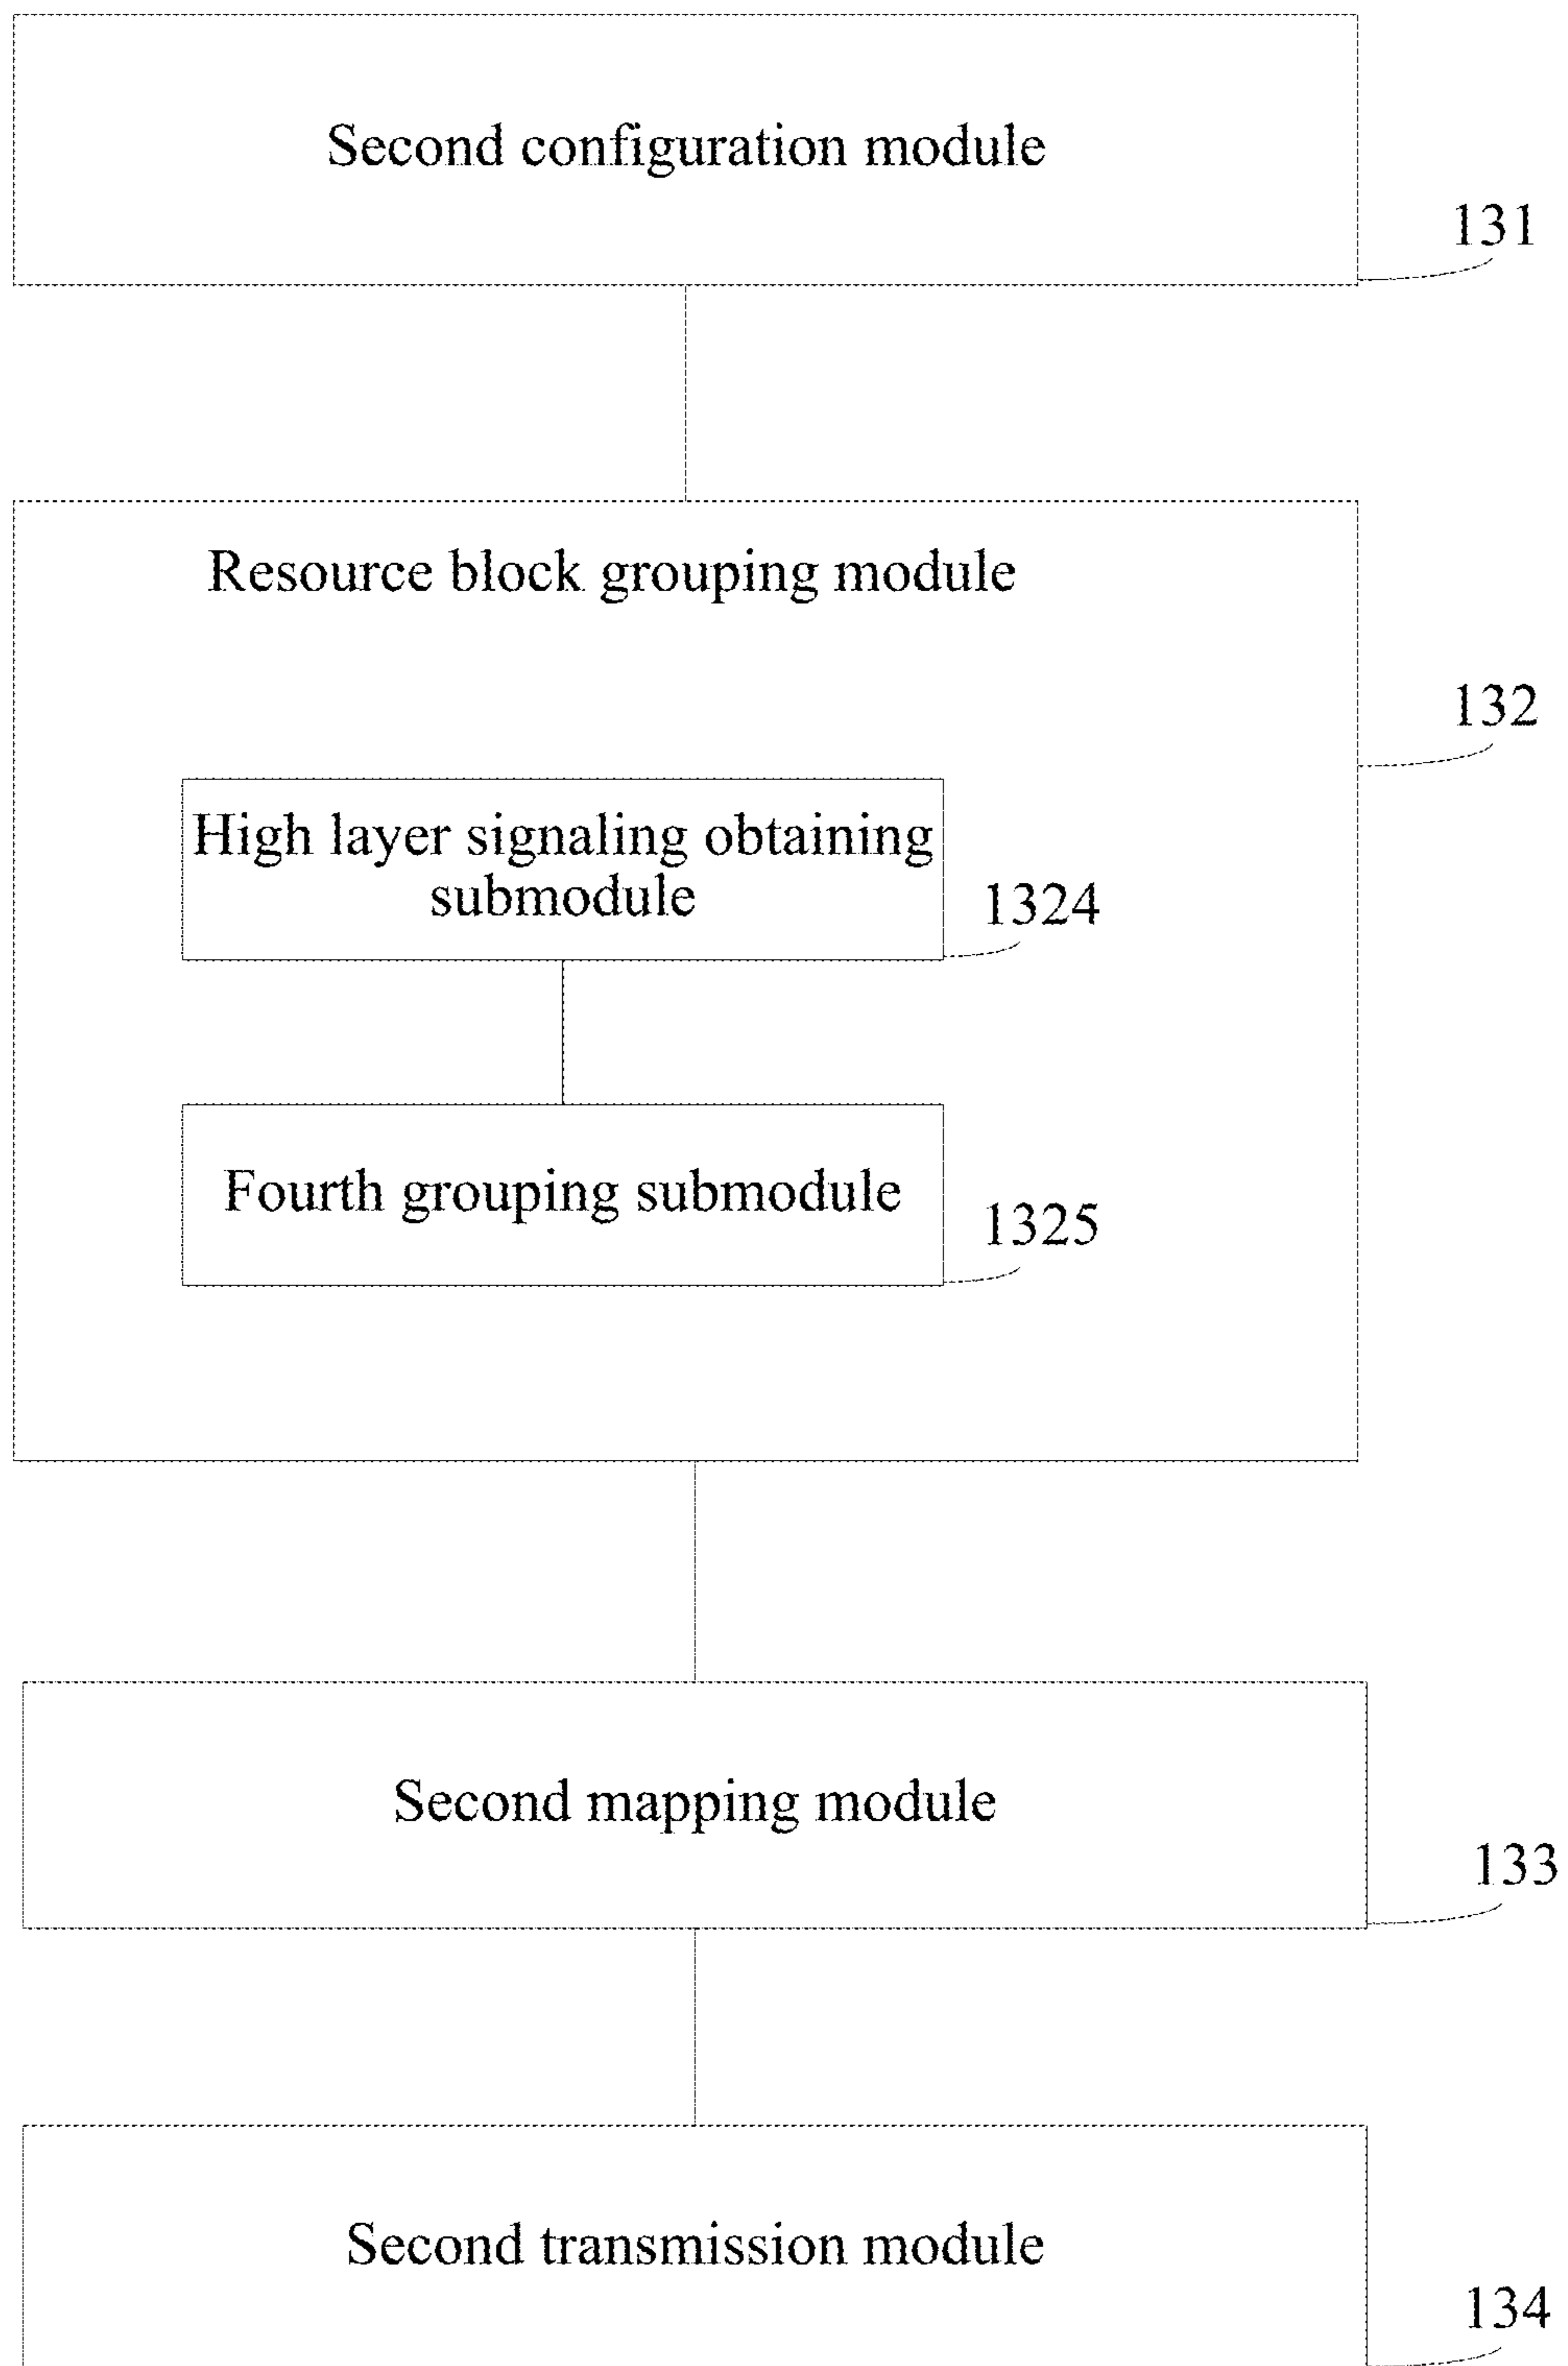 Second configuration module
131
Resource block grouping module
132
High layer signaling obtaining
submodule
1324
Fourth grouping submodule
1325
Second mapping module
133
Second transmission module
134